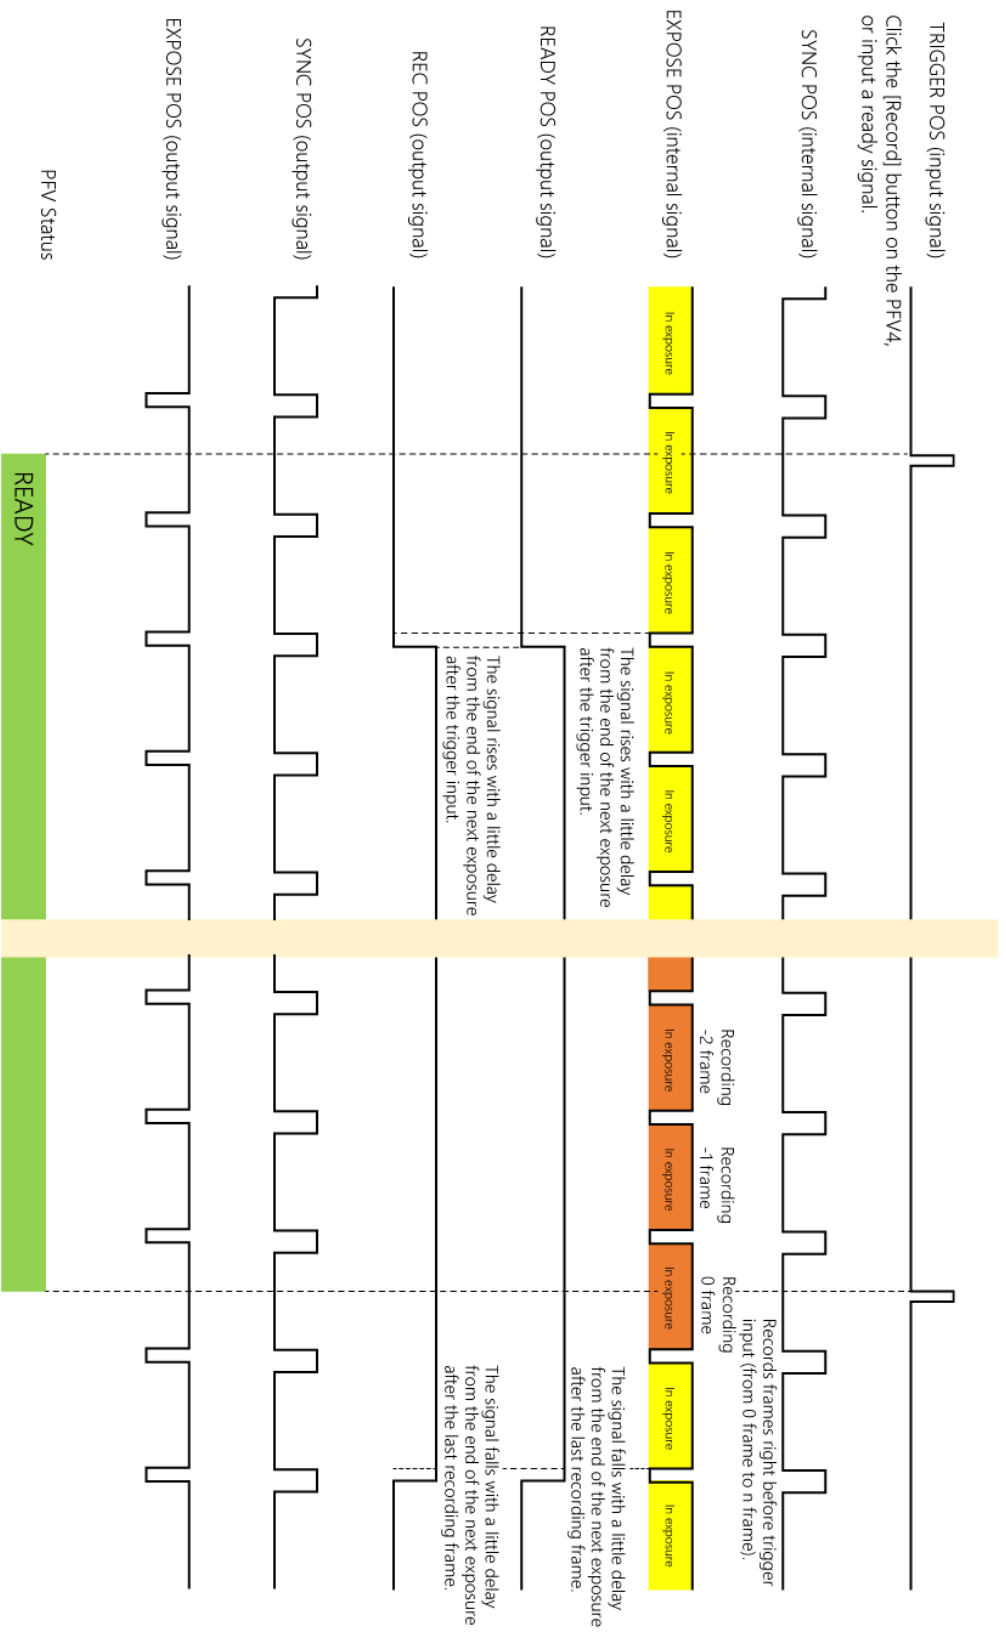 TRIGGER POS (input signal)
Click the [Record] button on the PFV4,
or input a ready signal.
SYNC POS (internal signal)
Records frames right before trigger
input (from 0 frame to n frame).
Recording
-2 frame
Recording
-1 frame
Recording
0 frame
EXPOSE POS (internal signal)
In exposure
In exposure
In exposure
In exposure
In exposure
In exposure
In exposure
In exposure
In exposure
In exposure
READY POS (output signal)
The signal rises with a little delay
from the end of the next exposure
after the trigger input.
The signal falls with a little delay
from the end of the next exposure
after the last recording frame.
REC POS (output signal)
The signal rises with a little delay
from the end of the next exposure
after the trigger input.
The signal falls with a little delay
from the end of the next exposure
after the last recording frame.
SYNC POS (output signal)
EXPOSE POS (output signal)
PFV Status
READY